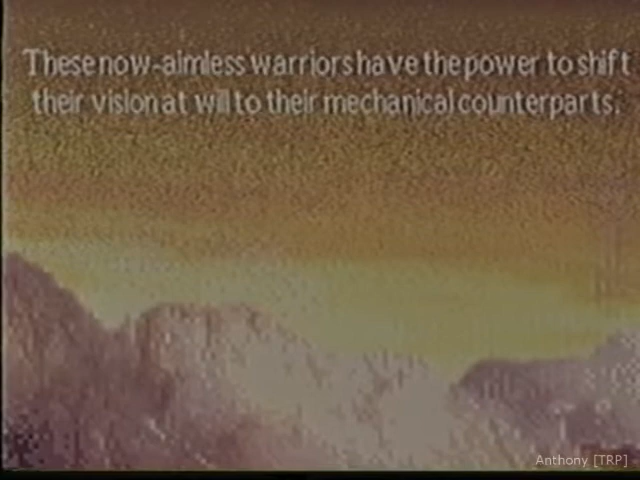 These now-aimless warriors have the power to shift
their vision at will to their mechanical counterparts.
Anthony [TRP]